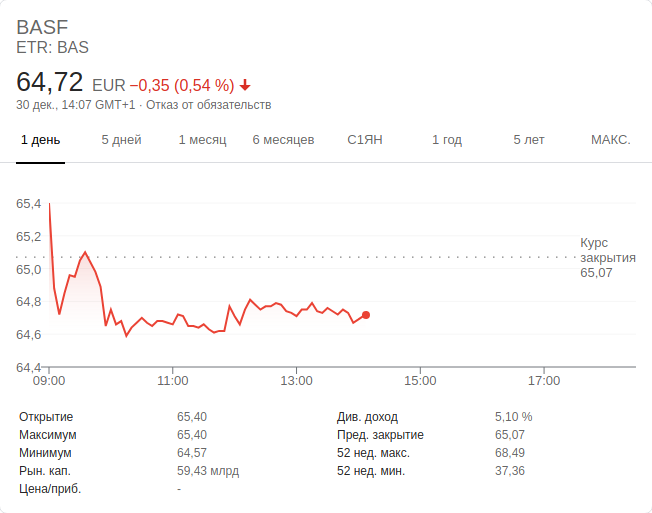 BASF
ETR: BAS
64,72 EUR −0,35 (0,54 %)
30 дек., 14:07 GMT+1 · Отказ от обязательств
1 день 5 дней 1 месяц 6 месяцев С1ЯН 1 год 5 лет МАКС.
65,4
65,2
65,0
64,8
64,6
64,4
Курс
закрытия
65,07
09:00 11:00 13:00 15:00 17:00
Открытие 65,40 Див. доход 5,10 %
Максимум 65,40 Пред. закрытие 65,07
Минимум 64,57 52 нед. макс. 68,49
Рын. кап. 59,43 млрд 52 нед. мин. 37,36
Цена/приб. -